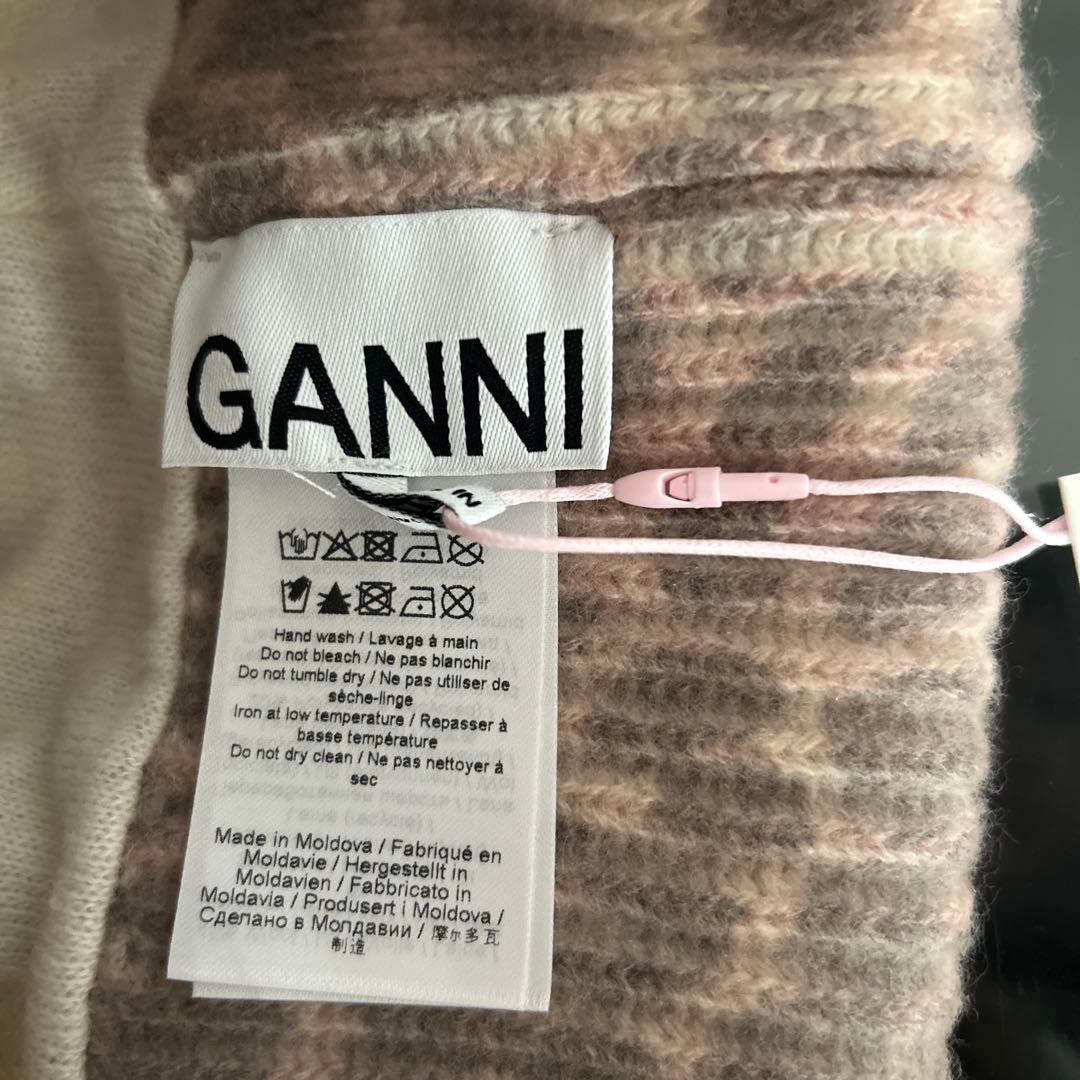 GANNI
IN
Hand wash / Lavage à main
Do not bleach / Ne pas blanchir
Do not tumble dry / Ne pas utiliser de
sèche-linge
Iron at low temperature / Repasser à
basse température
Do not dry clean / Ne pas nettoyer à
sec
Made in Moldova / Fabriqué en
Moldavie / Hergestellt in
Moldavien / Fabbricato in
Moldavia / Produsert i Moldova /
Сделано в Молдавии / 摩尔多瓦
制造